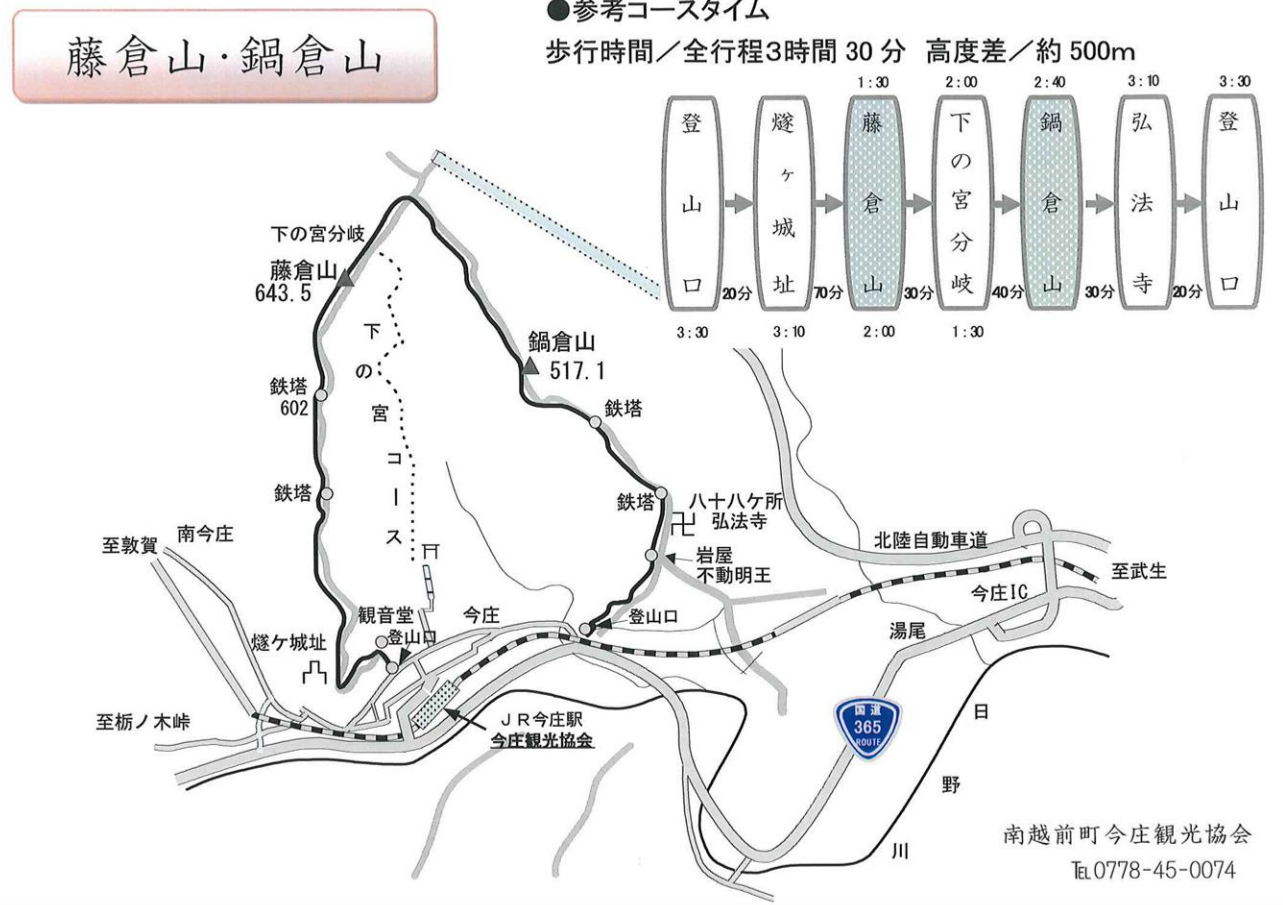 藤倉山・鍋倉山
●参考コースタイム
歩行時間／全行程3時間 30 分 高度差／約 500m
1:30 2:00 2:40 3:10 3:30
登山口
20分
燧ヶ城址
70分
藤倉山
30分
下の宮分岐
40分
鍋倉山
30分
弘法寺
20分
登山口
3:30 3:10 2:00 1:30
下の宮分岐
藤倉山
643.5
下の宮コース
鍋倉山
517.1
鉄塔
602
鉄塔
鉄塔
鉄塔
八十八ケ所
弘法寺
岩屋
不動明王
登山口
北陸自動車道
至武生
今庄IC
湯尾
南今庄
至敦賀
観音堂
登山口
今庄
燧ケ城址
至栃ノ木峠
ＪＲ今庄駅
今庄観光協会
国道
365
ROUTE
日野川
南越前町今庄観光協会
℡0778-45-0074